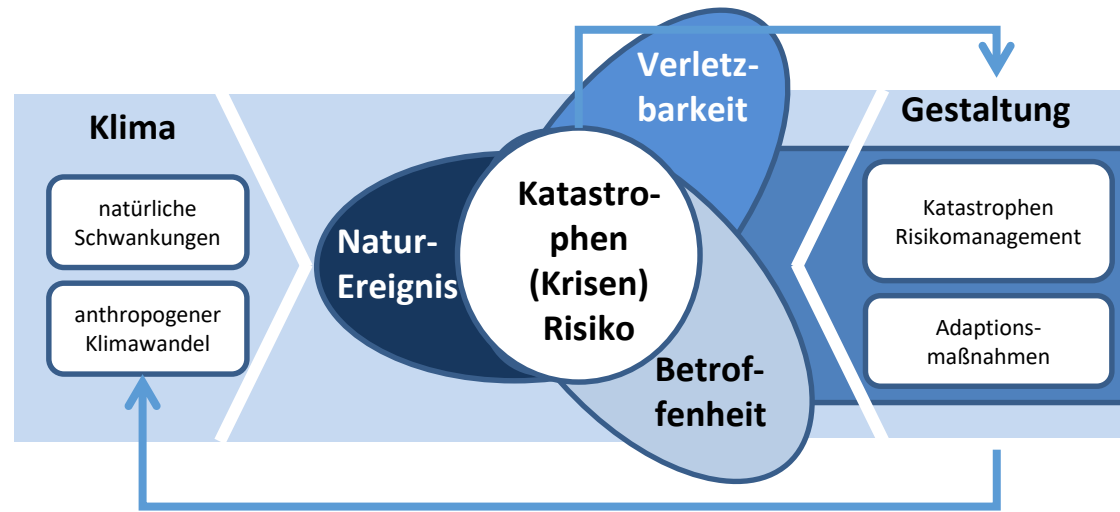 Klima
natürliche
Schwankungen
anthropogener
Klimawandel
Natur-
Ereignis
Katastro-
phen
(Krisen)
Risiko
Verletz-
barkeit
Betrof-
fenheit
Gestaltung
Katastrophen
Risikomanagement
Adaptions-
maßnahmen